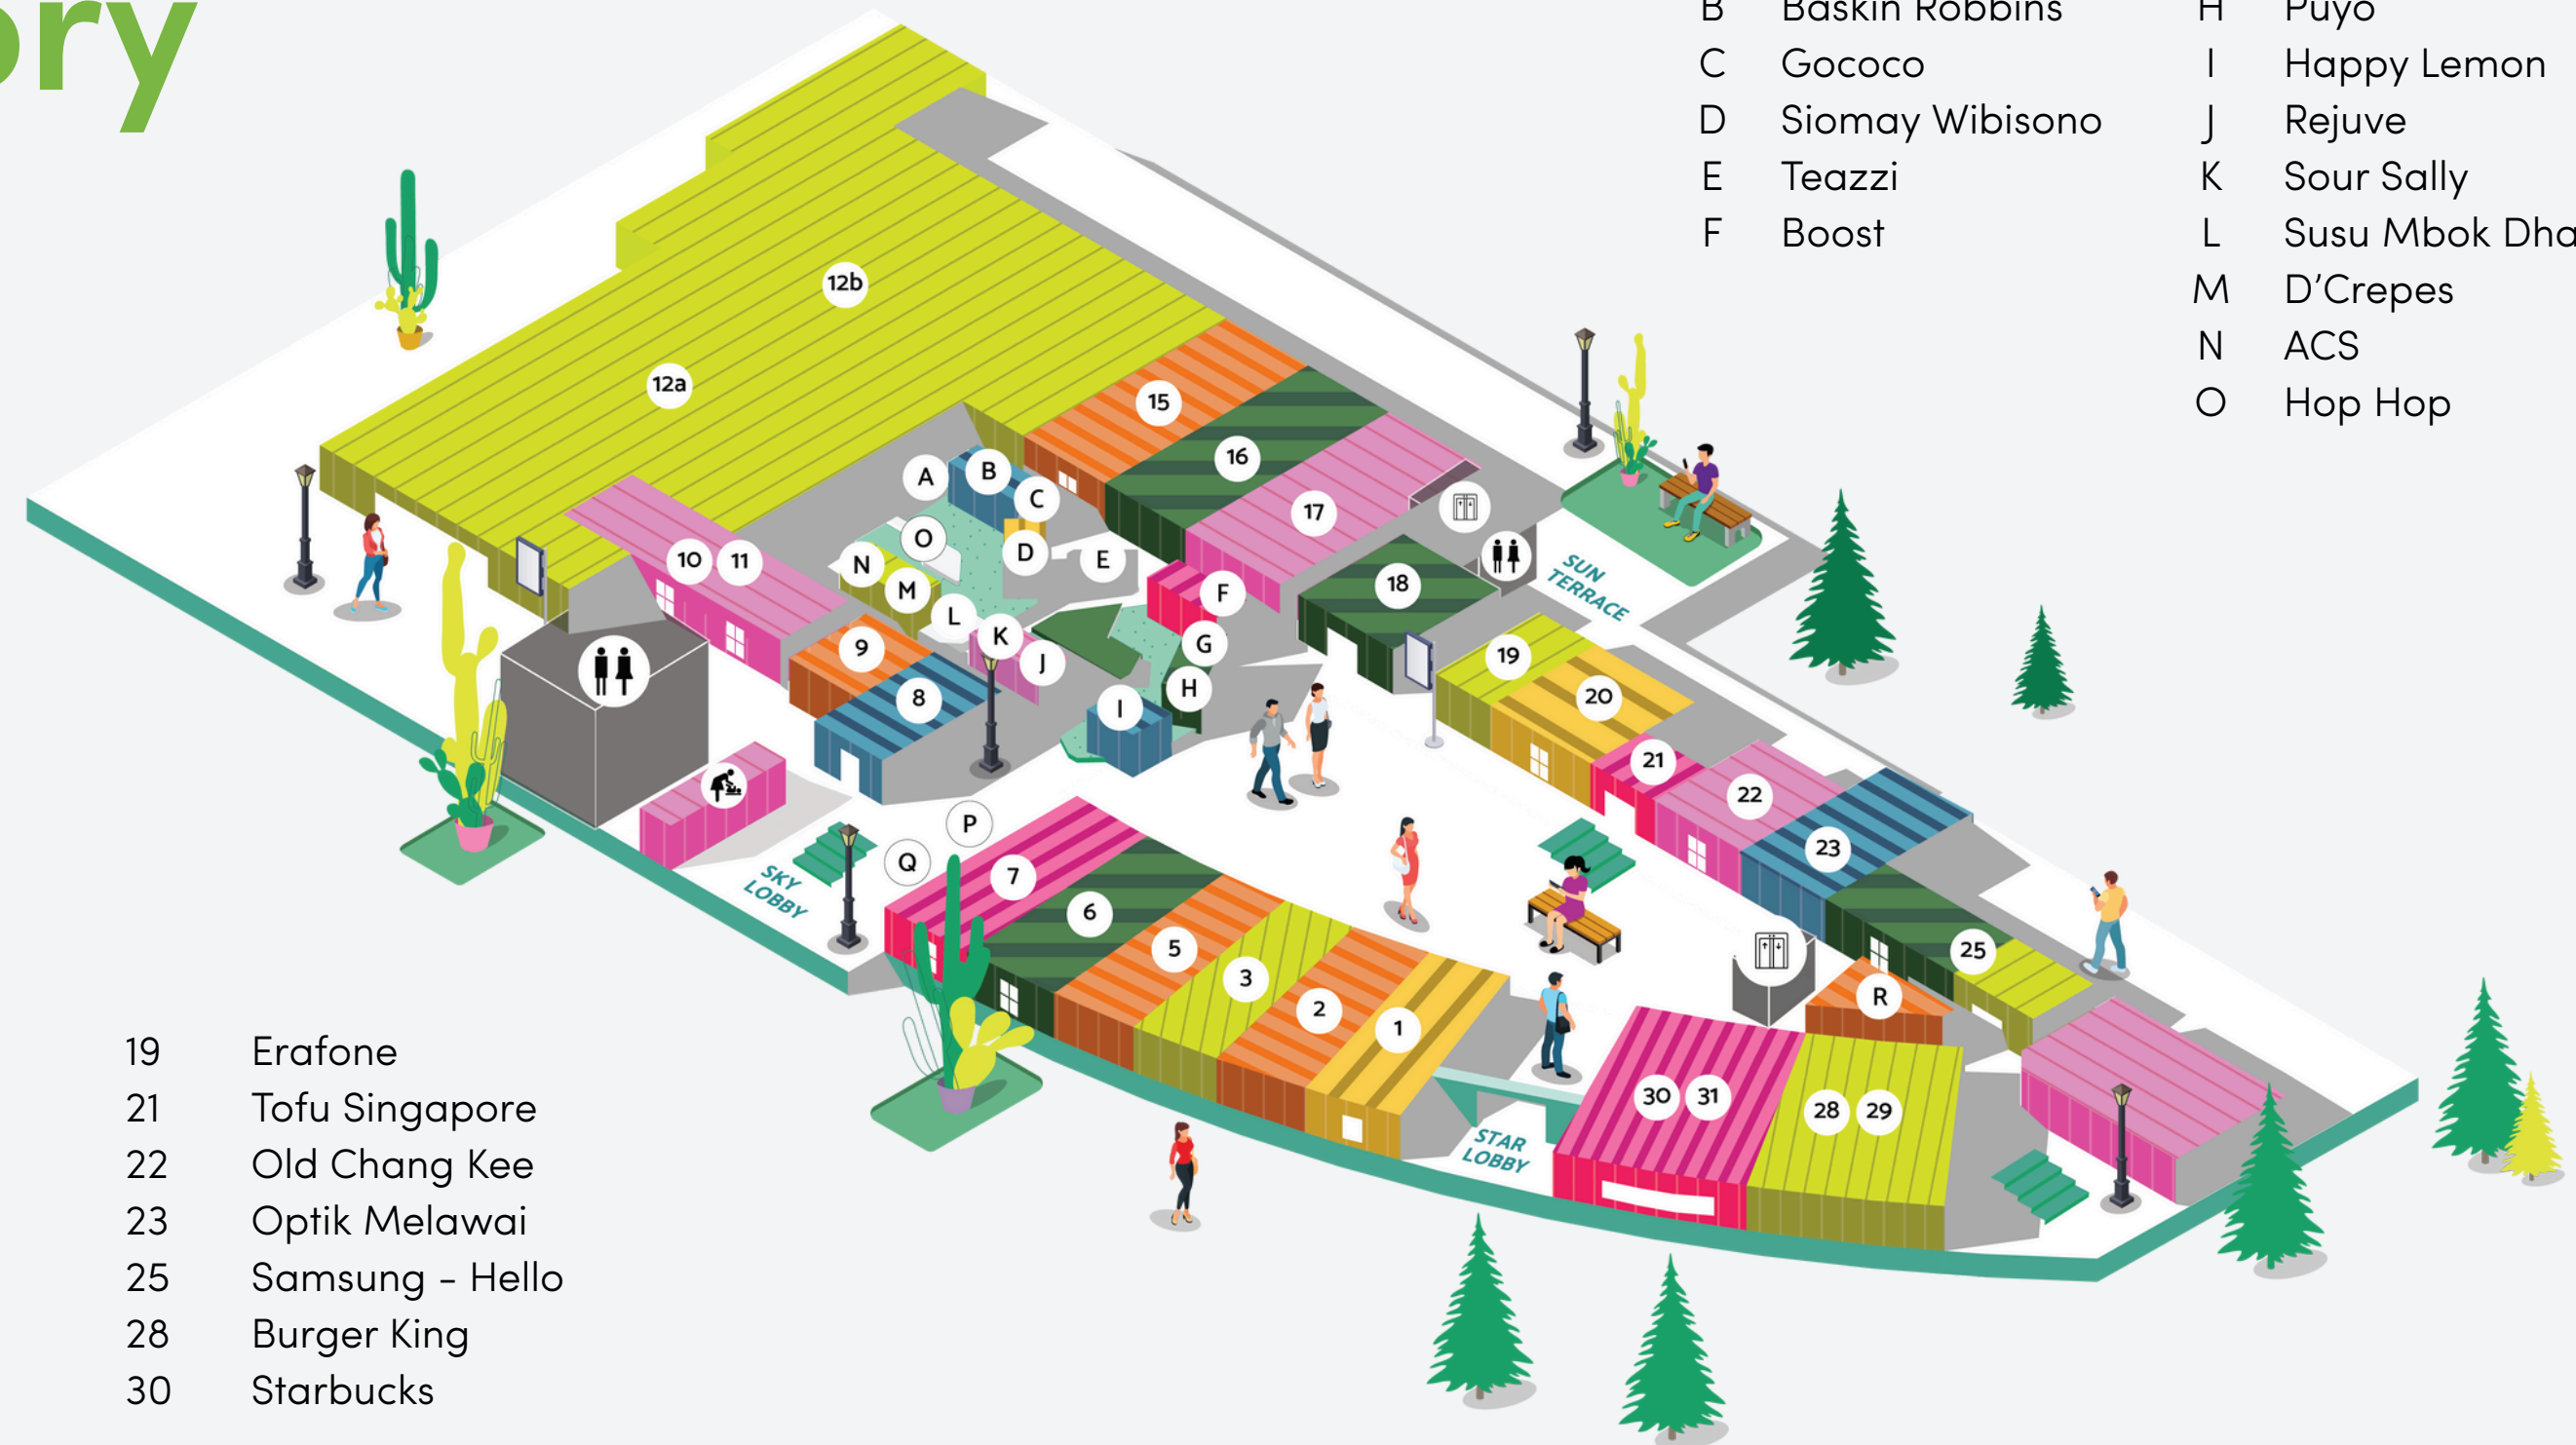 ory
B Baskin Robbins
C Gococo
D Siomay Wibisono
E Teazzi
F Boost
H Puyo
I Happy Lemon
J Rejuve
K Sour Sally
L Susu Mbok Dha
M D’Crepes
N ACS
O Hop Hop
12b
12a
15
16
17
A
B
C
O
D
E
N
M
L
K
J
F
G
H
I
10 11
9
8
18
SUN
TERRACE
19
20
21
22
23
25
P
Q
SKY
LOBBY
7
6
5
3
2
1
R
30 31
28 29
STAR
LOBBY
19 Erafone
21 Tofu Singapore
22 Old Chang Kee
23 Optik Melawai
25 Samsung - Hello
28 Burger King
30 Starbucks